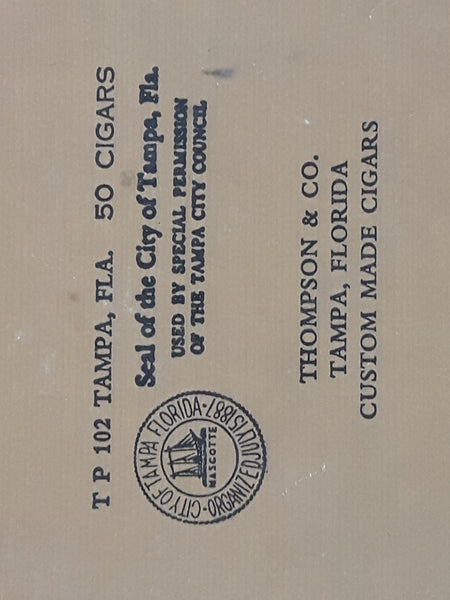 T P 102 TAMPA, FLA. 50 CIGARS
Seal of the City of Tampa, Fla.
USED BY SPECIAL PERMISSION
OF THE TAMPA CITY COUNCIL
CITY OF TAMPA FLORIDA - ORGANIZED JULY 15 1887 -
MASCOTTE
THOMPSON & CO.
TAMPA, FLORIDA
CUSTOM MADE CIGARS